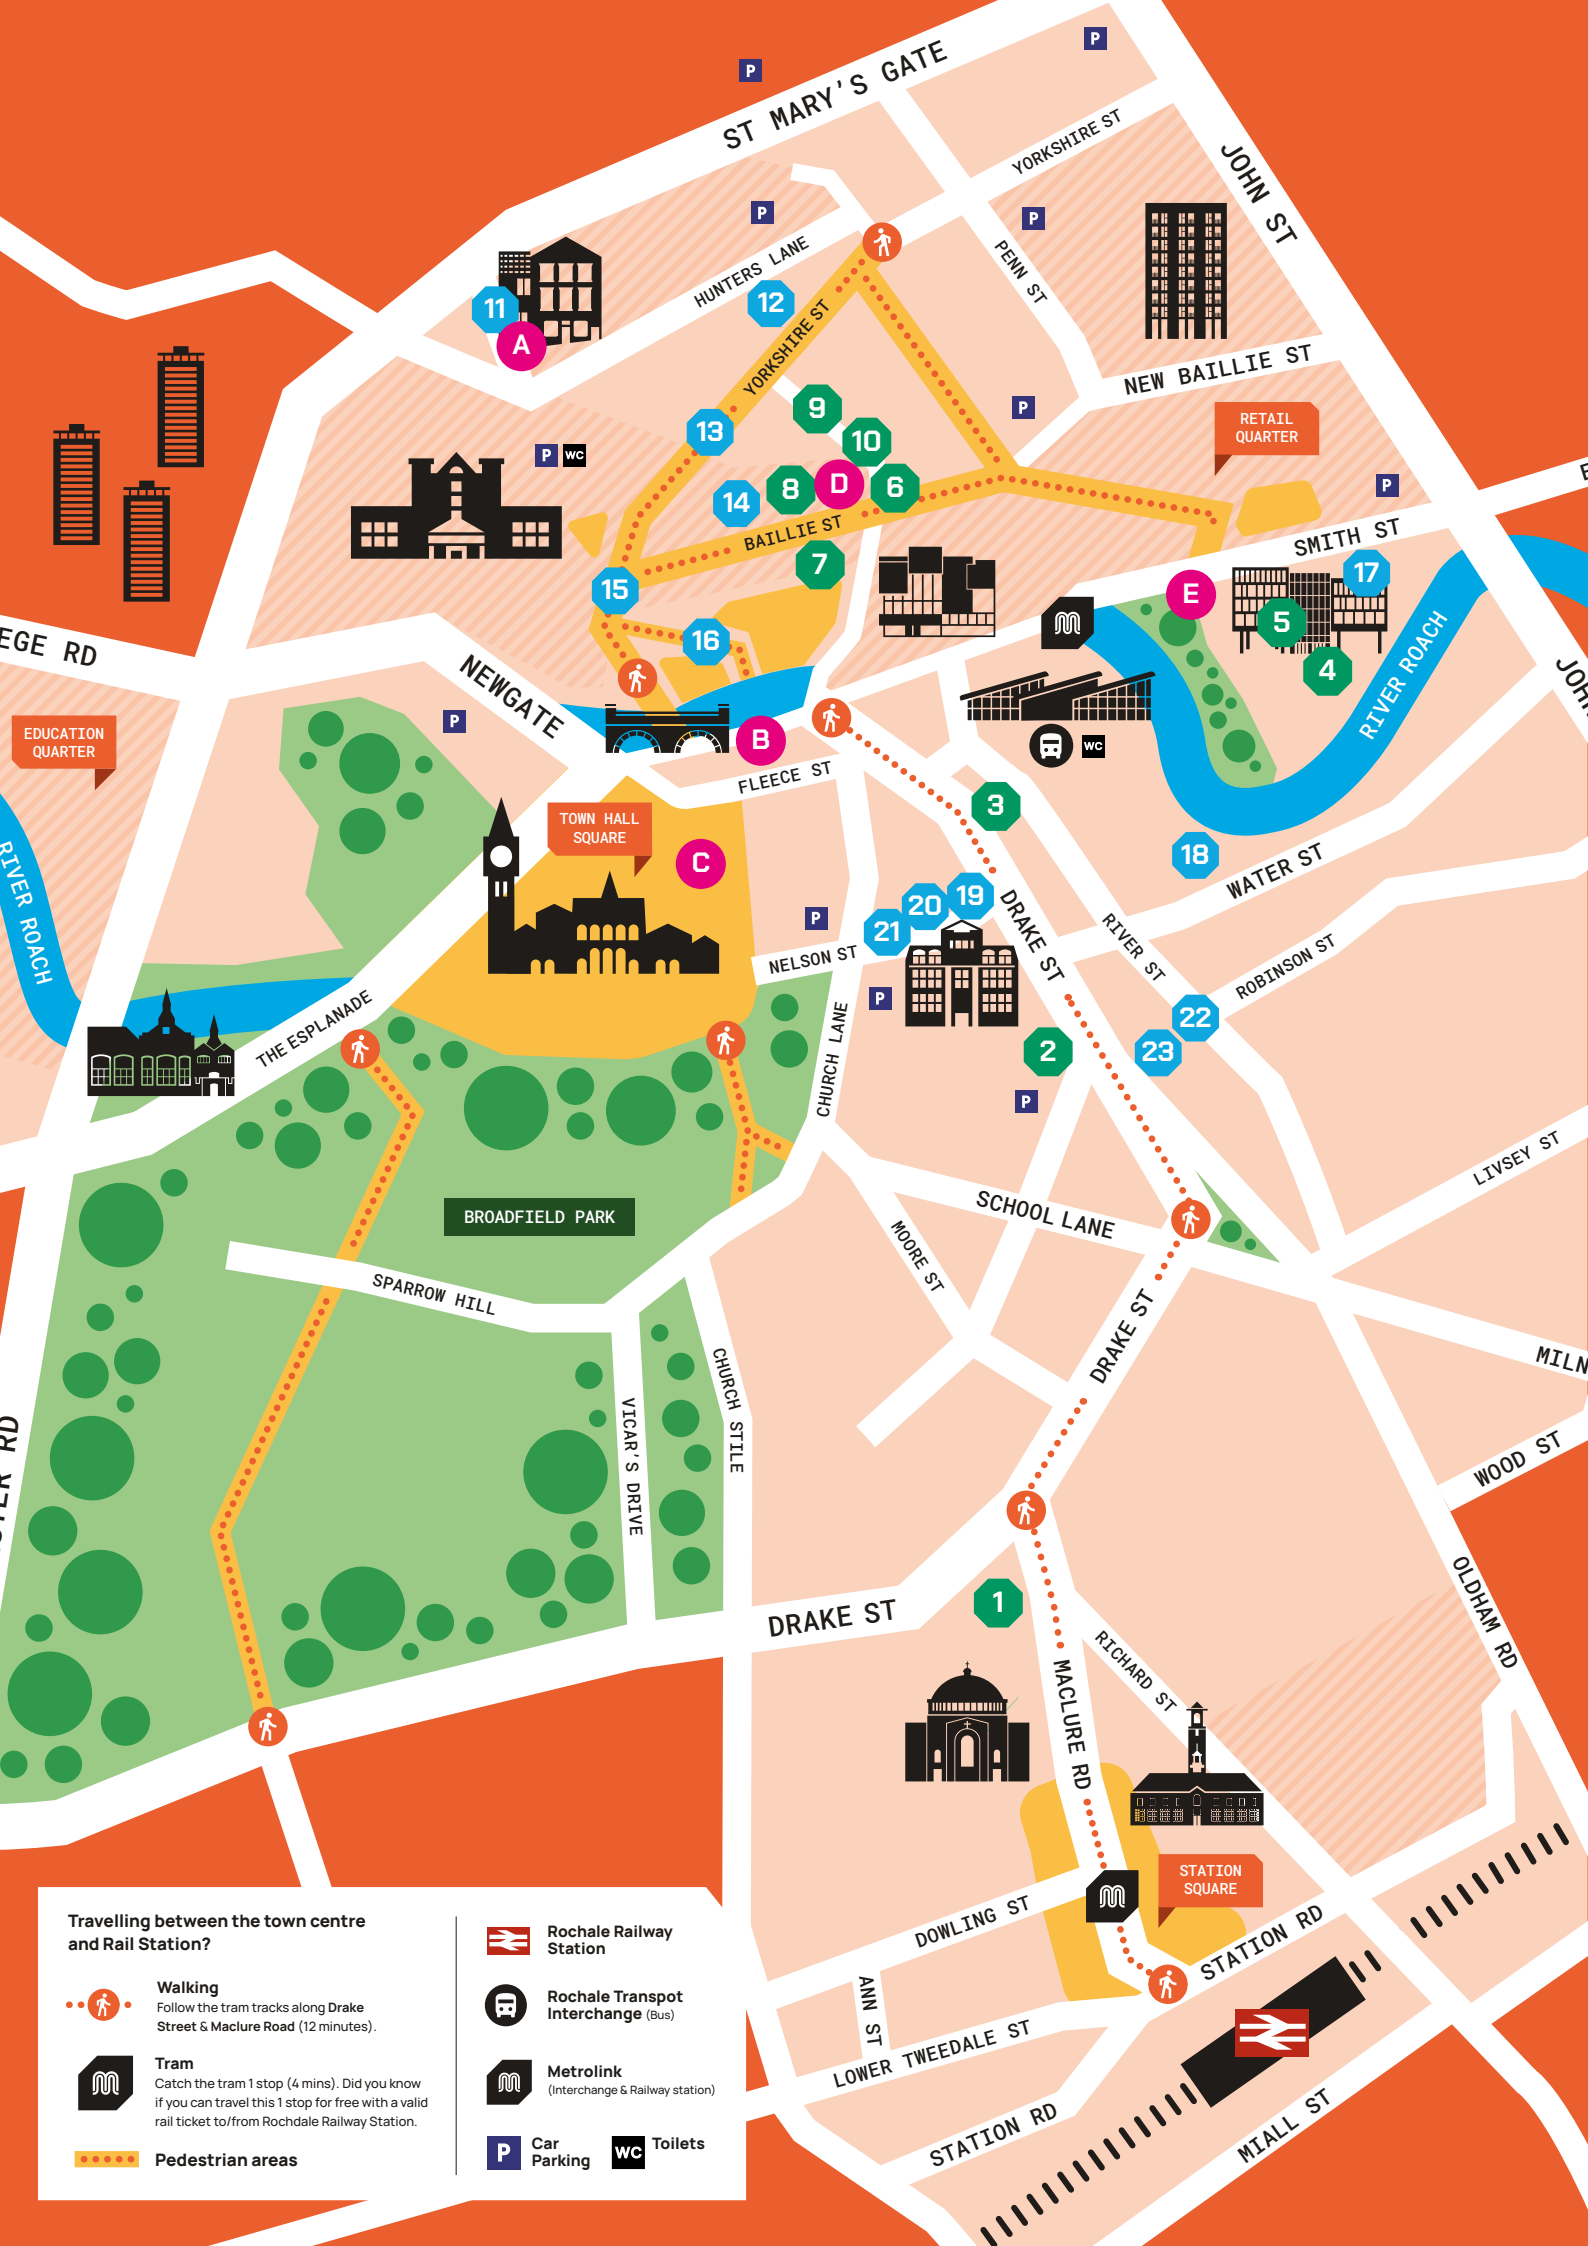 P
P
ST MARY'S GATE
YORKSHIRE ST
JOHN ST
P
P
HUNTERS LANE
PENN ST
11
A
12
YORKSHIRE ST
NEW BAILLIE ST
9
P
RETAIL
QUARTER
13
10
P
WC
14
8
D
6
P
BAILLIE ST
SMITH ST
7
15
17
E
5
4
16
EGE RD
NEWGATE
RIVER ROACH
EDUCATION
QUARTER
P
B
WC
FLEECE ST
3
TOWN HALL
SQUARE
C
18
WATER ST
RIVER ROACH
19
20
21
P
DRAKE ST
RIVER ST
NELSON ST
ROBINSON ST
P
THE ESPLANADE
CHURCH LANE
22
2
23
P
LIVSEY ST
BROADFIELD PARK
SCHOOL LANE
MOORE ST
SPARROW HILL
DRAKE ST
MILN
CHURCH STILE
VICAR'S DRIVE
WOOD ST
OLDHAM RD
1
DRAKE ST
RICHARD ST
MACLURE RD
STATION
SQUARE
DOWLING ST
STATION RD
ANN ST
LOWER TWEEDALE ST
STATION RD
MIALL ST
Travelling between the town centre
and Rail Station?
Walking
Follow the tram tracks along Drake
Street & Maclure Road (12 minutes).
Tram
Catch the tram 1 stop (4 mins). Did you know
if you can travel this 1 stop for free with a valid
rail ticket to/from Rochdale Railway Station.
Pedestrian areas
Rochale Railway
Station
Rochale Transpot
Interchange (Bus)
Metrolink
(Interchange & Railway station)
P
Car
Parking
WC
Toilets